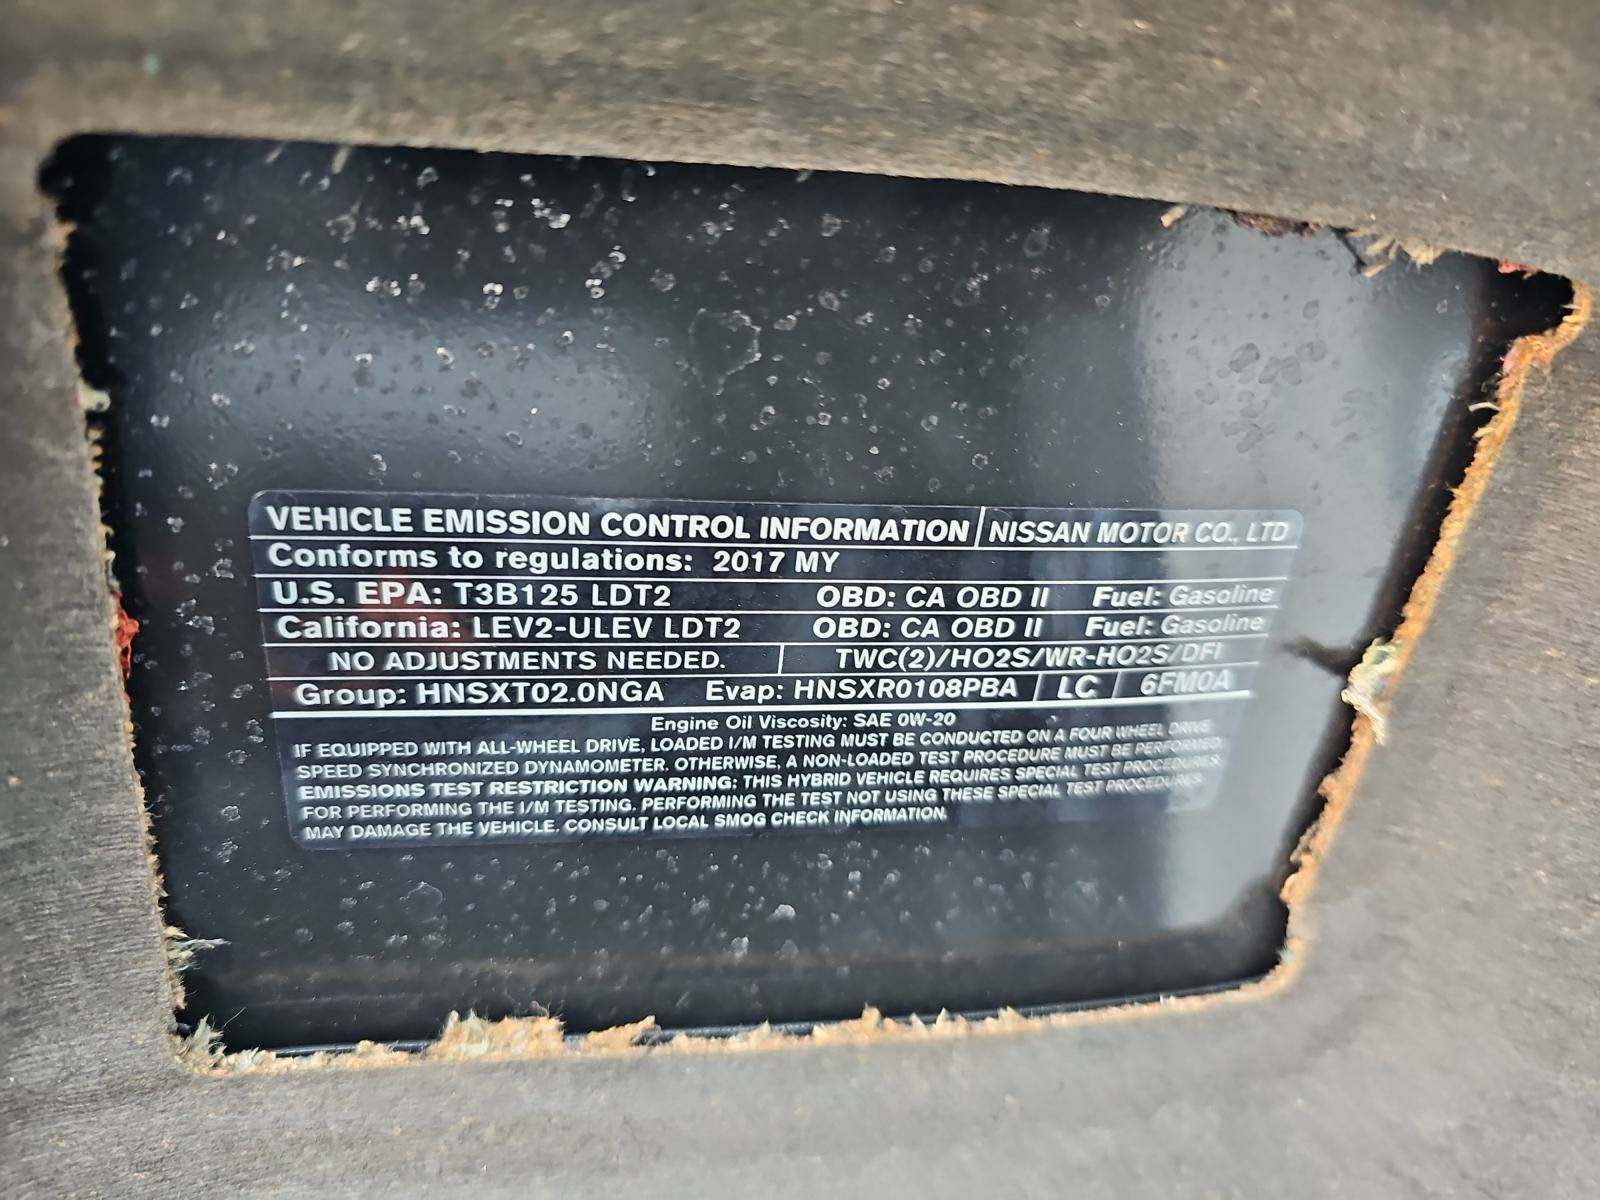 VEHICLE EMISSION CONTROL INFORMATION | NISSAN MOTOR CO., LTD
Conforms to regulations: 2017 MY
U.S. EPA: T3B125 LDT2 OBD: CA OBD II Fuel: Gasoline
California: LEV2-ULEV LDT2 OBD: CA OBD II Fuel: Gasoline
NO ADJUSTMENTS NEEDED. | TWC(2)/HO2S/WR-HO2S/DFI
Group: HNSXT02.0NGA Evap: HNSXR0108PBA / LC / 6FM0A
Engine Oil Viscosity: SAE 0W-20
IF EQUIPPED WITH ALL-WHEEL DRIVE, LOADED I/M TESTING MUST BE CONDUCTED ON A FOUR WHEEL DRIVE
SPEED SYNCHRONIZED DYNAMOMETER. OTHERWISE, A NON-LOADED TEST PROCEDURE MUST BE PERFORMED.
EMISSIONS TEST RESTRICTION WARNING: THIS HYBRID VEHICLE REQUIRES SPECIAL TEST PROCEDURES
FOR PERFORMING THE I/M TESTING. PERFORMING THE TEST NOT USING THESE SPECIAL TEST PROCEDURES
MAY DAMAGE THE VEHICLE. CONSULT LOCAL SMOG CHECK INFORMATION.